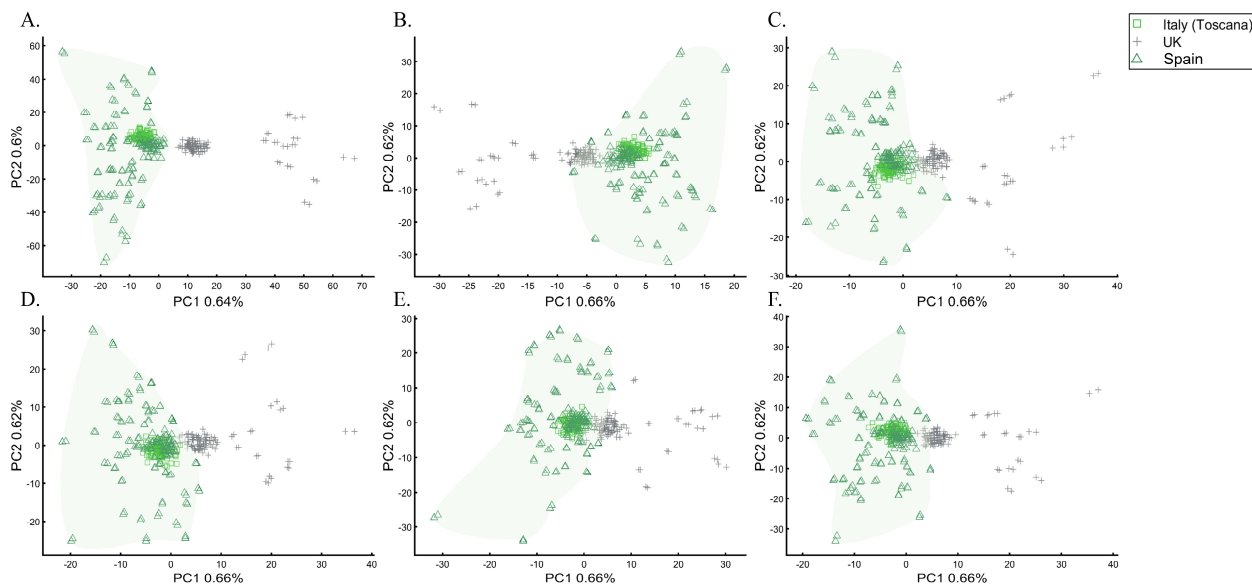 A.
B.
C.
Italy (Toscana)
UK
Spain
60
40
20
0
-20
-40
-60
PC2 0.6%
-30 -20 -10 0 10 20 30 40 50 60 70
PC1 0.64%
30
20
10
0
-10
-20
-30
PC2 0.62%
-30 -25 -20 -15 -10 -5 0 5 10 15 20
PC1 0.66%
30
20
10
0
-10
-20
-30
PC2 0.62%
-20 -10 0 10 20 30 40
PC1 0.66%
D.
E.
F.
30
20
10
0
-10
20
PC2 0.62%
-20 -10 0 10 20 30 40
PC1 0.66%
30
20
10
0
-10
-20
-30
PC2 0.62%
-30 -20 -10 0 10 20 30
PC1 0.66%
40
30
20
10
0
-10
-20
-30
PC2 0.62%
-20 -10 0 10 20 30 40
PC1 0.66%